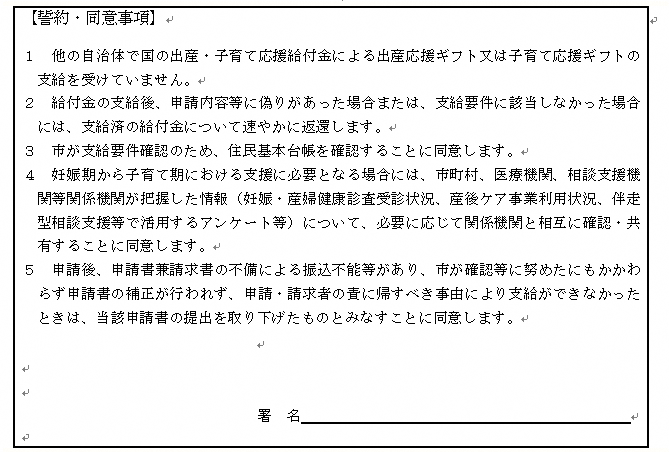 【誓約・同意事項】
１　他の自治体で国の出産・子育て応援給付金による出産応援ギフト又は子育て応援ギフトの
支給を受けていません。
２　給付金の支給後、申請内容等に偽りがあった場合または、支給要件に該当しなかった場合
には、支給済の給付金について速やかに返還します。
３　市が支給要件確認のため、住民基本台帳を確認することに同意します。
４　妊娠期から子育て期における支援に必要となる場合には、市町村、医療機関、相談支援機
関等関係機関が把握した情報（妊娠・産婦健康診査受診状況、産後ケア事業利用状況、伴走
型相談支援等で活用するアンケート等）について、必要に応じて関係機関と相互に確認・共
有することに同意します。
５　申請後、申請書兼請求書の不備による振込不能等があり、市が確認等に努めたにもかかわ
らず申請書の補正が行われず、申請・請求者の責に帰すべき事由により支給ができなかった
ときは、当該申請書の提出を取り下げたものとみなすことに同意します。
署　名